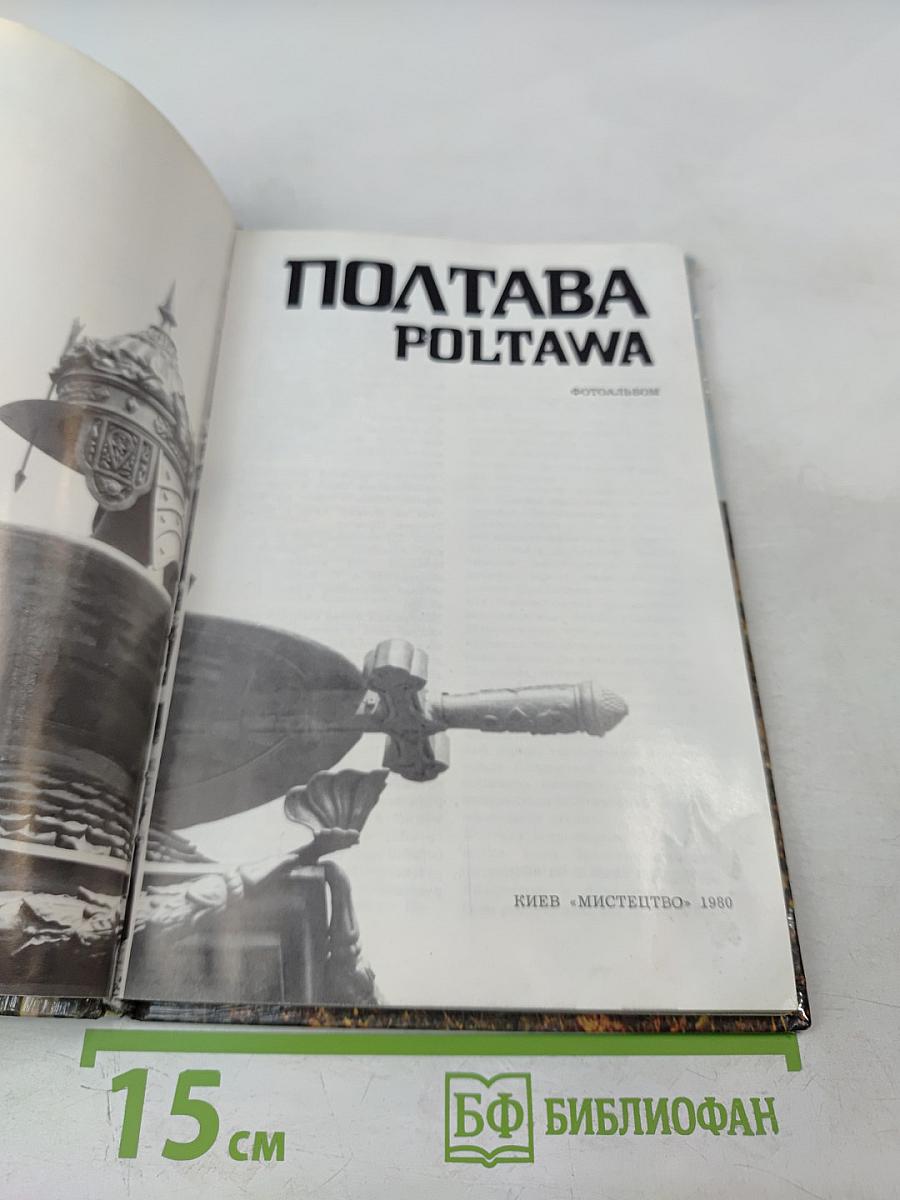 ПОЛТАВА
POLTAWA
ФОТОАЛЬБОМ
КИЕВ «МИСТЕЦТВО» 1980
15 см
БФ БИБЛИОФАН